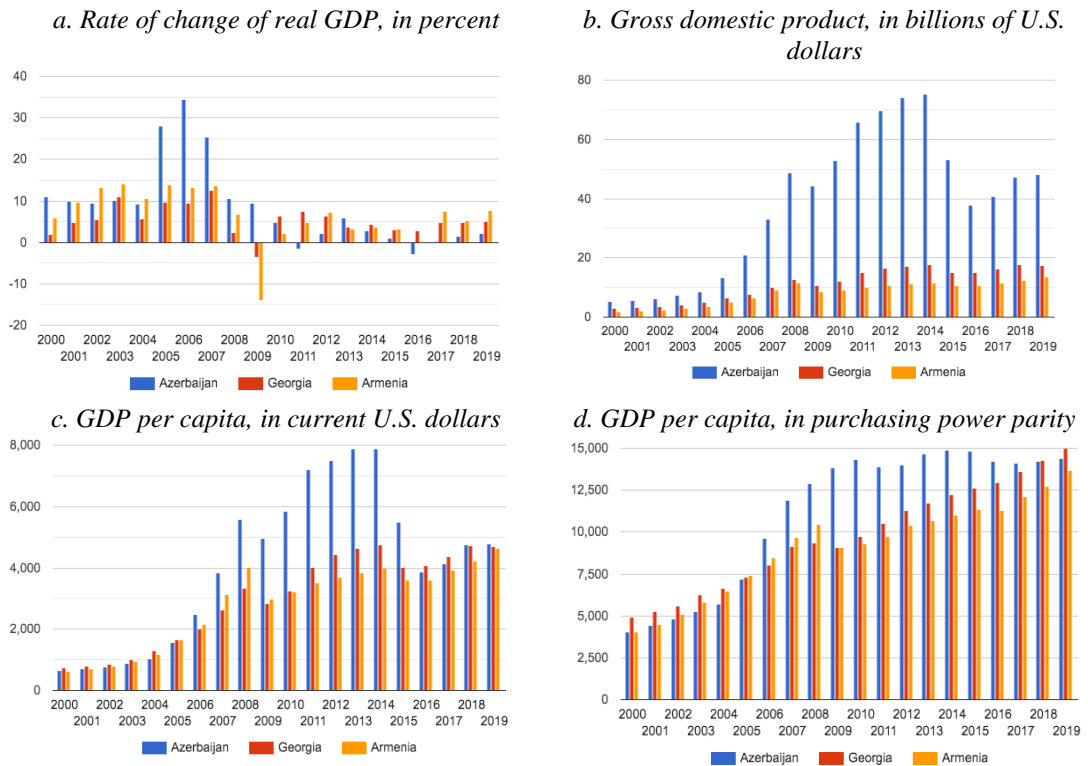 a. Rate of change of real GDP, in percent
40
30
20
10
0
-10
-20
2000 2002 2004 2006 2008 2010 2012 2014 2016 2018
2001 2003 2005 2007 2009 2011 2013 2015 2017 2019
Azerbaijan Georgia Armenia
b. Gross domestic product, in billions of U.S.
dollars
80
60
40
20
0
2000 2002 2004 2006 2008 2010 2012 2014 2016 2018
2001 2003 2005 2007 2009 2011 2013 2015 2017 2019
Azerbaijan Georgia Armenia
c. GDP per capita, in current U.S. dollars
8,000
6,000
4,000
2,000
0
2000 2002 2004 2006 2008 2010 2012 2014 2016 2018
2001 2003 2005 2007 2009 2011 2013 2015 2017 2019
Azerbaijan Georgia Armenia
d. GDP per capita, in purchasing power parity
15,000
12,500
10,000
7,500
5,000
2,500
0
2000 2002 2004 2006 2008 2010 2012 2014 2016 2018
2001 2003 2005 2007 2009 2011 2013 2015 2017 2019
Azerbaijan Georgia Armenia